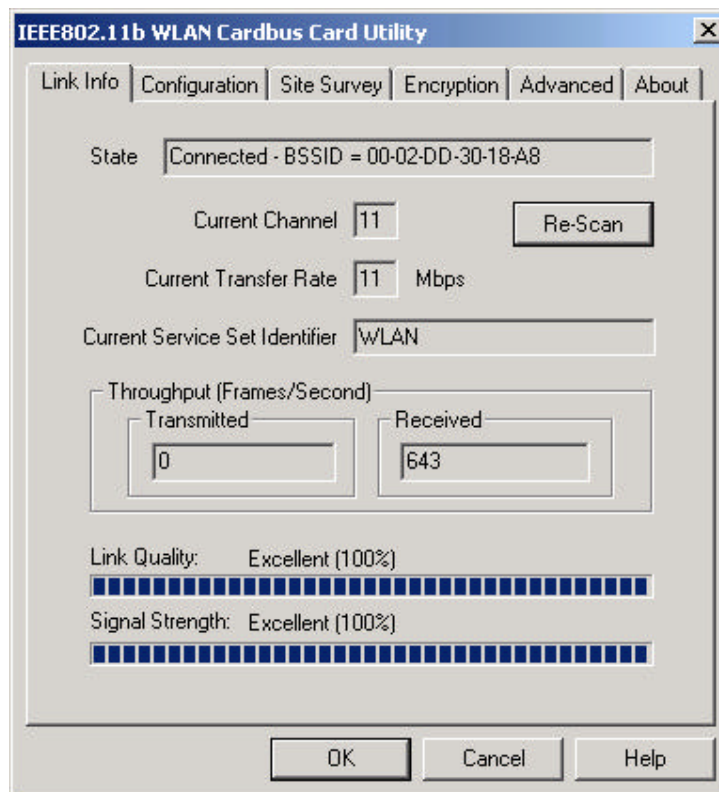 IEEE802.11b WLAN Cardbus Card Utility
Link Info Configuration Site Survey Encryption Advanced About
State Connected - BSSID = 00-02-DD-30-18-A8
Current Channel 11 Re-Scan
Current Transfer Rate 11 Mbps
Current Service Set Identifier WLAN
Throughput (Frames/Second)
Transmitted Received
0 643
Link Quality: Excellent (100%)
Signal Strength: Excellent (100%)
OK Cancel Help